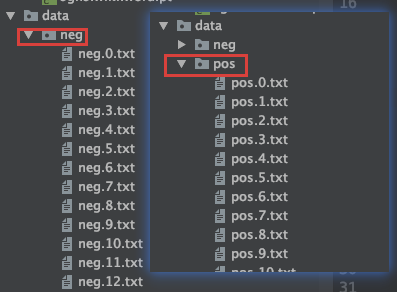 data
neg
neg.0.txt
neg.1.txt
neg.2.txt
neg.3.txt
neg.4.txt
neg.5.txt
neg.6.txt
neg.7.txt
neg.8.txt
neg.9.txt
neg.10.txt
neg.11.txt
neg.12.txt
data
neg
pos
pos.0.txt
pos.1.txt
pos.2.txt
pos.3.txt
pos.4.txt
pos.5.txt
pos.6.txt
pos.7.txt
pos.8.txt
pos.9.txt
pos.10.txt
16
31